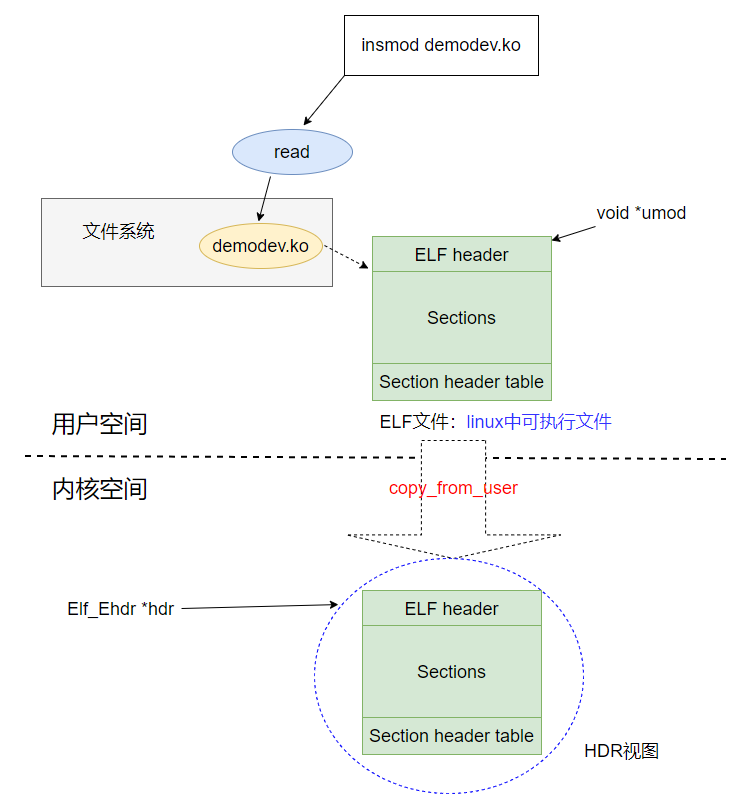 insmod demodev.ko
read
文件系统
demodev.ko
void *umod
ELF header
Sections
Section header table
用户空间
ELF文件：linux中可执行文件
内核空间
copy_from_user
Elf_Ehdr *hdr
ELF header
Sections
Section header table
HDR视图